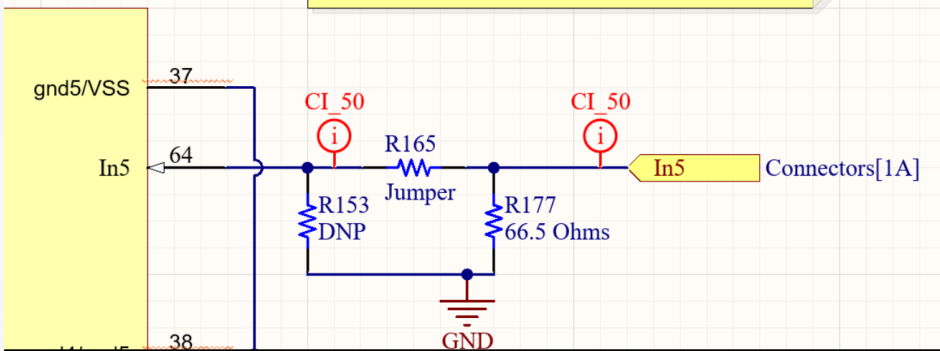 37
gnd5/VSS
CI_50
CI_50
i
i
R165
64
In5
In5
Connectors[1A]
Jumper
R153
R177
DNP
66.5 Ohms
38
GND